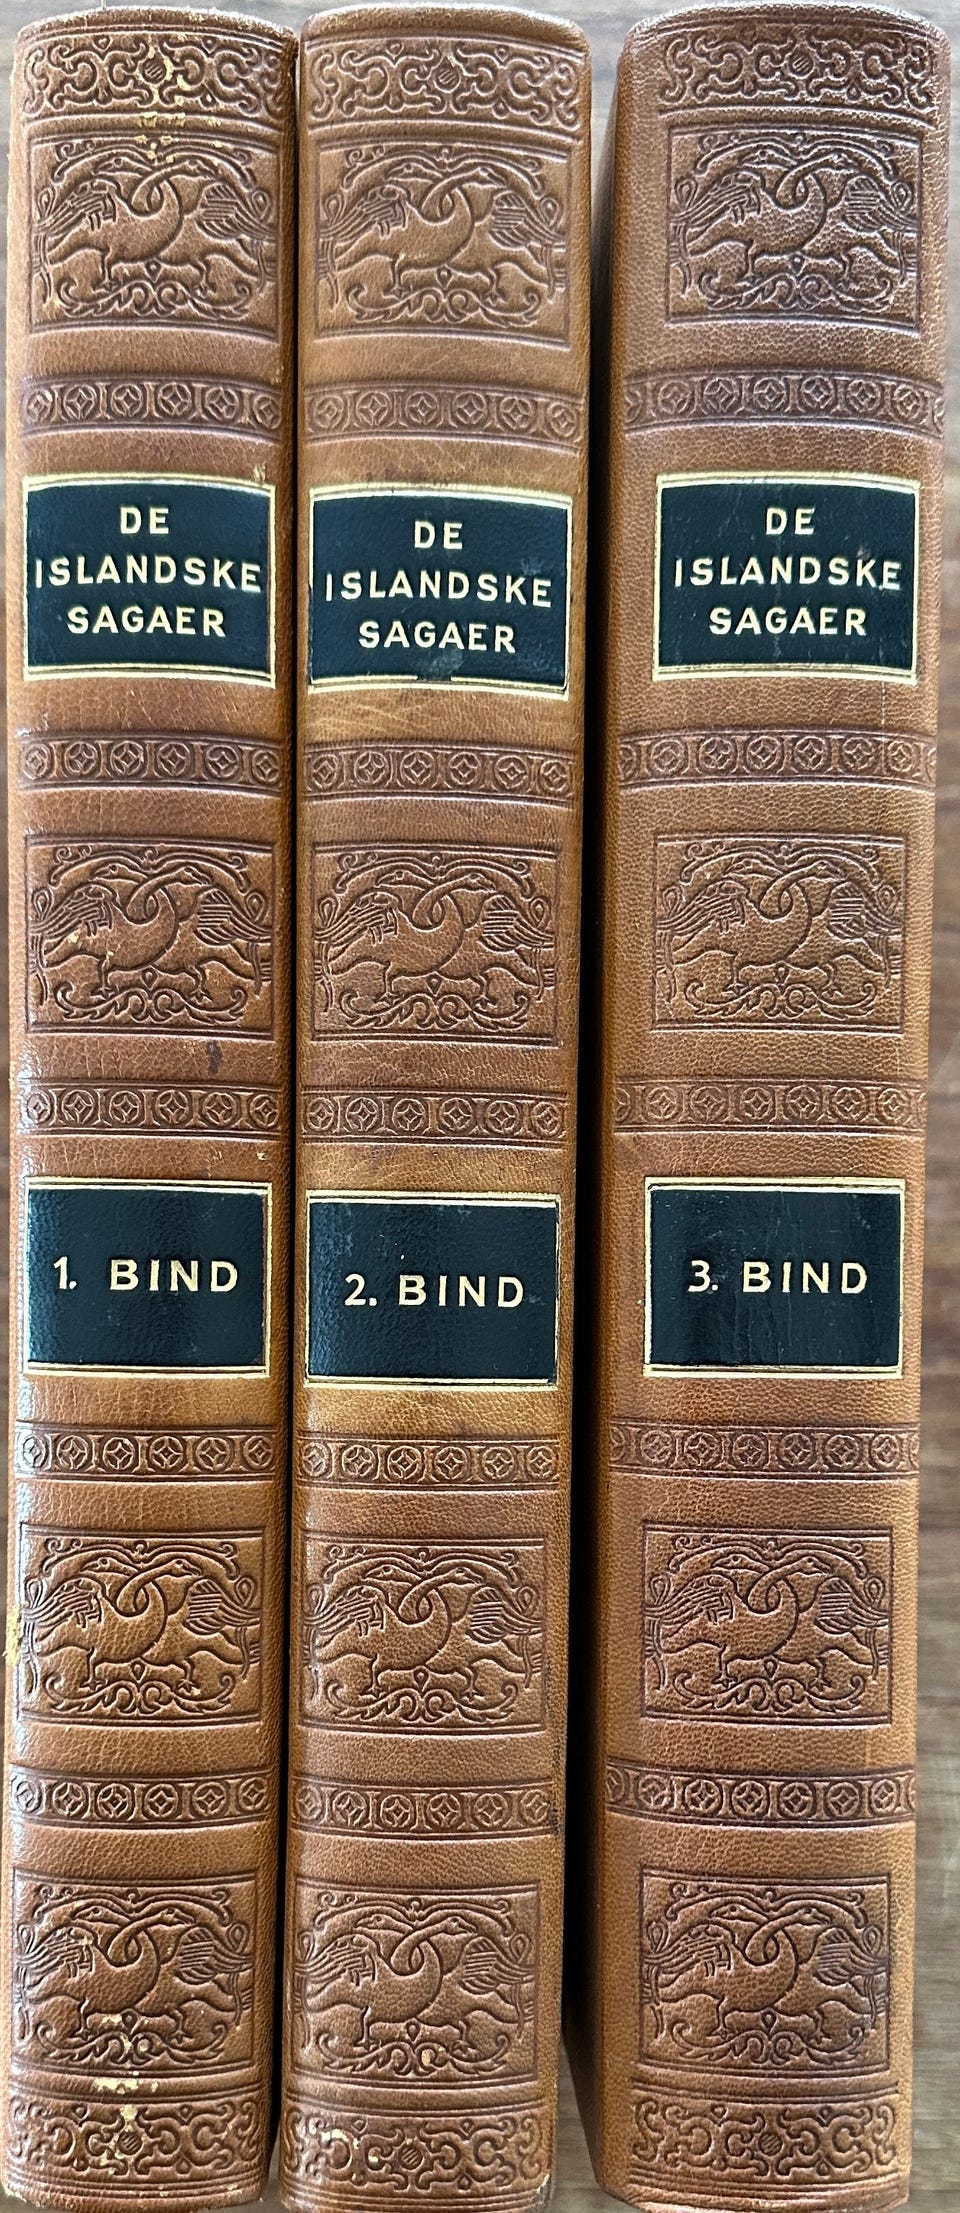 DE
ISLANDSKE
SAGAER
1. BIND
DE
ISLANDSKE
SAGAER
2. BIND
DE
ISLANDSKE
SAGAER
3. BIND